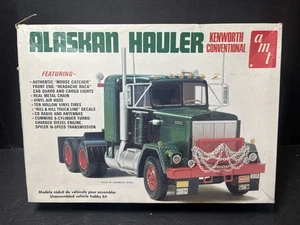 ALASKAN HAULER
KENWORTH
CONVENTIONAL
amt
FEATURING-
• AUTHENTIC "MOOSE CATCHER"
FRONT END, "HEADACHE RACK"
CAB GUARD AND CARGO LIGHTS
• REAL METAL CHAIN
• VINYL AIR HOSE
• TEN HOLLOW VINYL TIRES
• "HILL & HILL TRUCK LINE" DECALS
• CB RADIO AND ANTENNAS
• CUMMINS 6-CYLINDER TURBO-
CHARGED DIESEL ENGINE,
SPICER 16-SPEED TRANSMISSION
Modèle réduit de véhicule pour assembler
Unassembled vehicle hobby kit